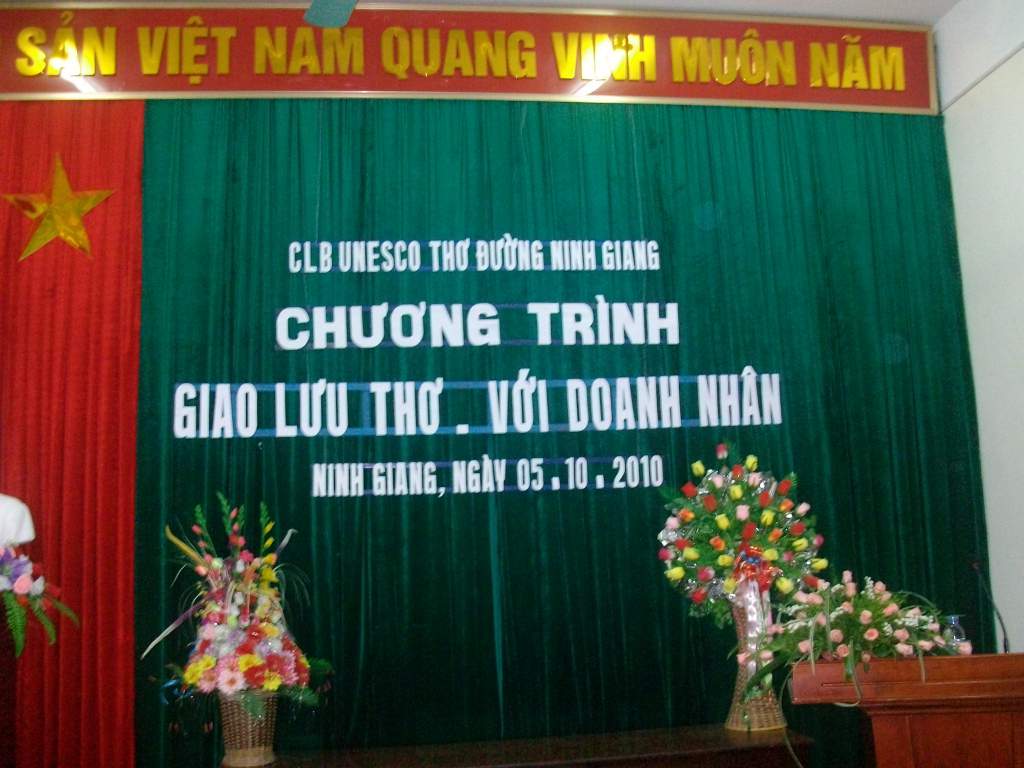 SẢN VIỆT NAM QUANG VINH MUÔN NĂM
CLB UNESCO THƠ ĐƯỜNG NINH GIANG
CHƯƠNG TRÌNH
GIAO LƯU THƠ . VỚI DOANH NHÂN
NINH GIANG, NGÀY 05 . 10 . 2010